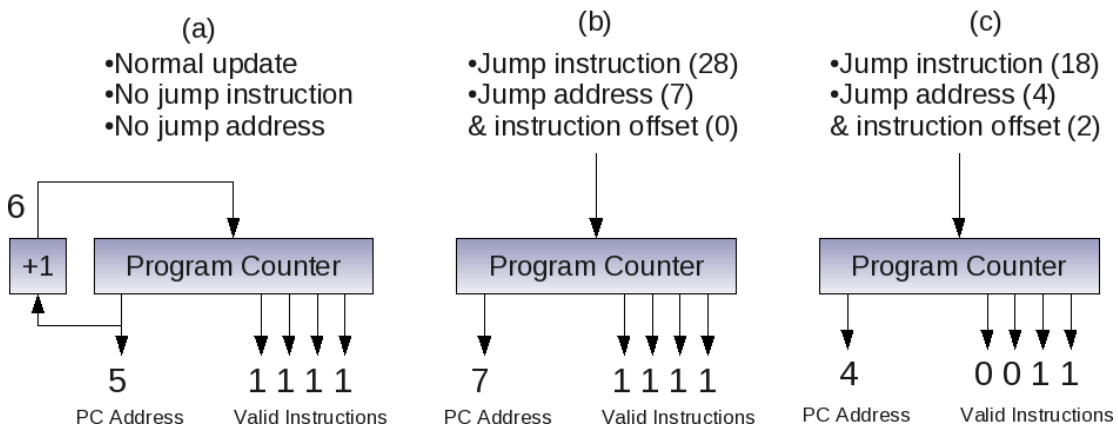 (a)
•Normal update
•No jump instruction
•No jump address
6
+1
Program Counter
5
1 1 1 1
PC Address
Valid Instructions
(b)
•Jump instruction (28)
•Jump address (7)
& instruction offset (0)
Program Counter
7
1 1 1 1
PC Address
Valid Instructions
(c)
•Jump instruction (18)
•Jump address (4)
& instruction offset (2)
Program Counter
4
0 0 1 1
PC Address
Valid Instructions